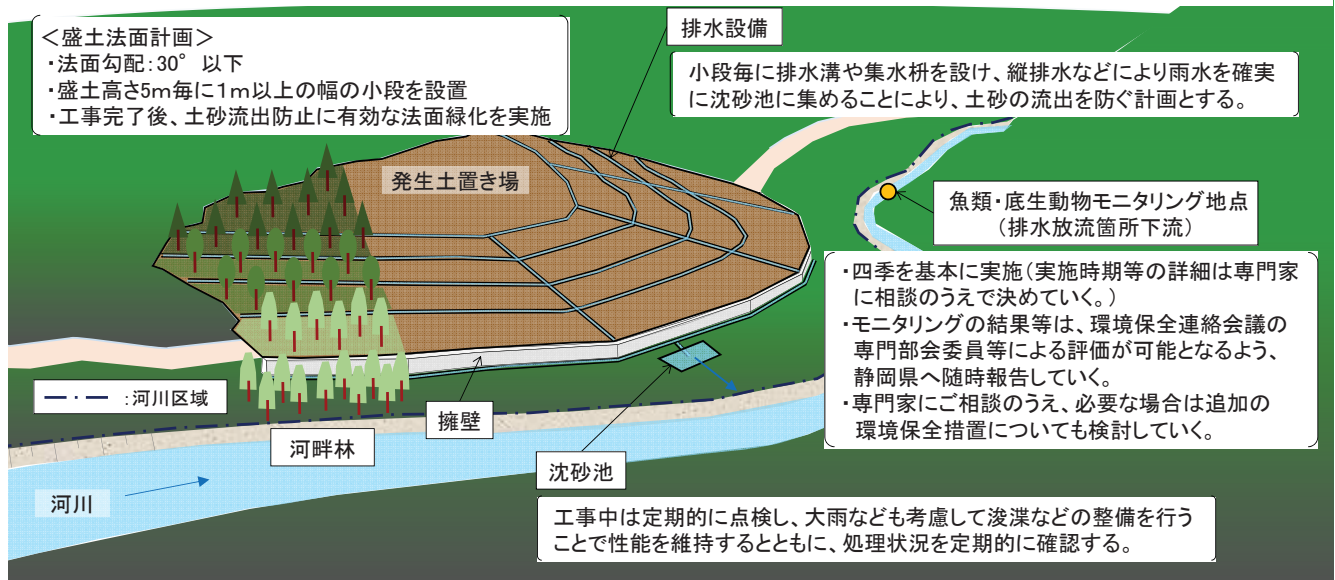 ＜盛土法面計画＞
・法面勾配：30°以下
・盛土高さ5ｍ毎に１ｍ以上の幅の小段を設置
・工事完了後、土砂流出防止に有効な法面緑化を実施
排水設備
小段毎に排水溝や集水枡を設け、縦排水などにより雨水を確実
に沈砂池に集めることにより、土砂の流出を防ぐ計画とする。
発生土置き場
魚類・底生動物モニタリング地点
（排水放流箇所下流）
・四季を基本に実施（実施時期等の詳細は専門家
に相談のうえで決めていく。）
・モニタリングの結果等は、環境保全連絡会議の
専門部会委員等による評価が可能となるよう、
静岡県へ随時報告していく。
・専門家にご相談のうえ、必要な場合は追加の
環境保全措置についても検討していく。
：河川区域
擁壁
河畔林
沈砂池
河川
工事中は定期的に点検し、大雨なども考慮して浚渫などの整備を行う
ことで性能を維持するとともに、処理状況を定期的に確認する。